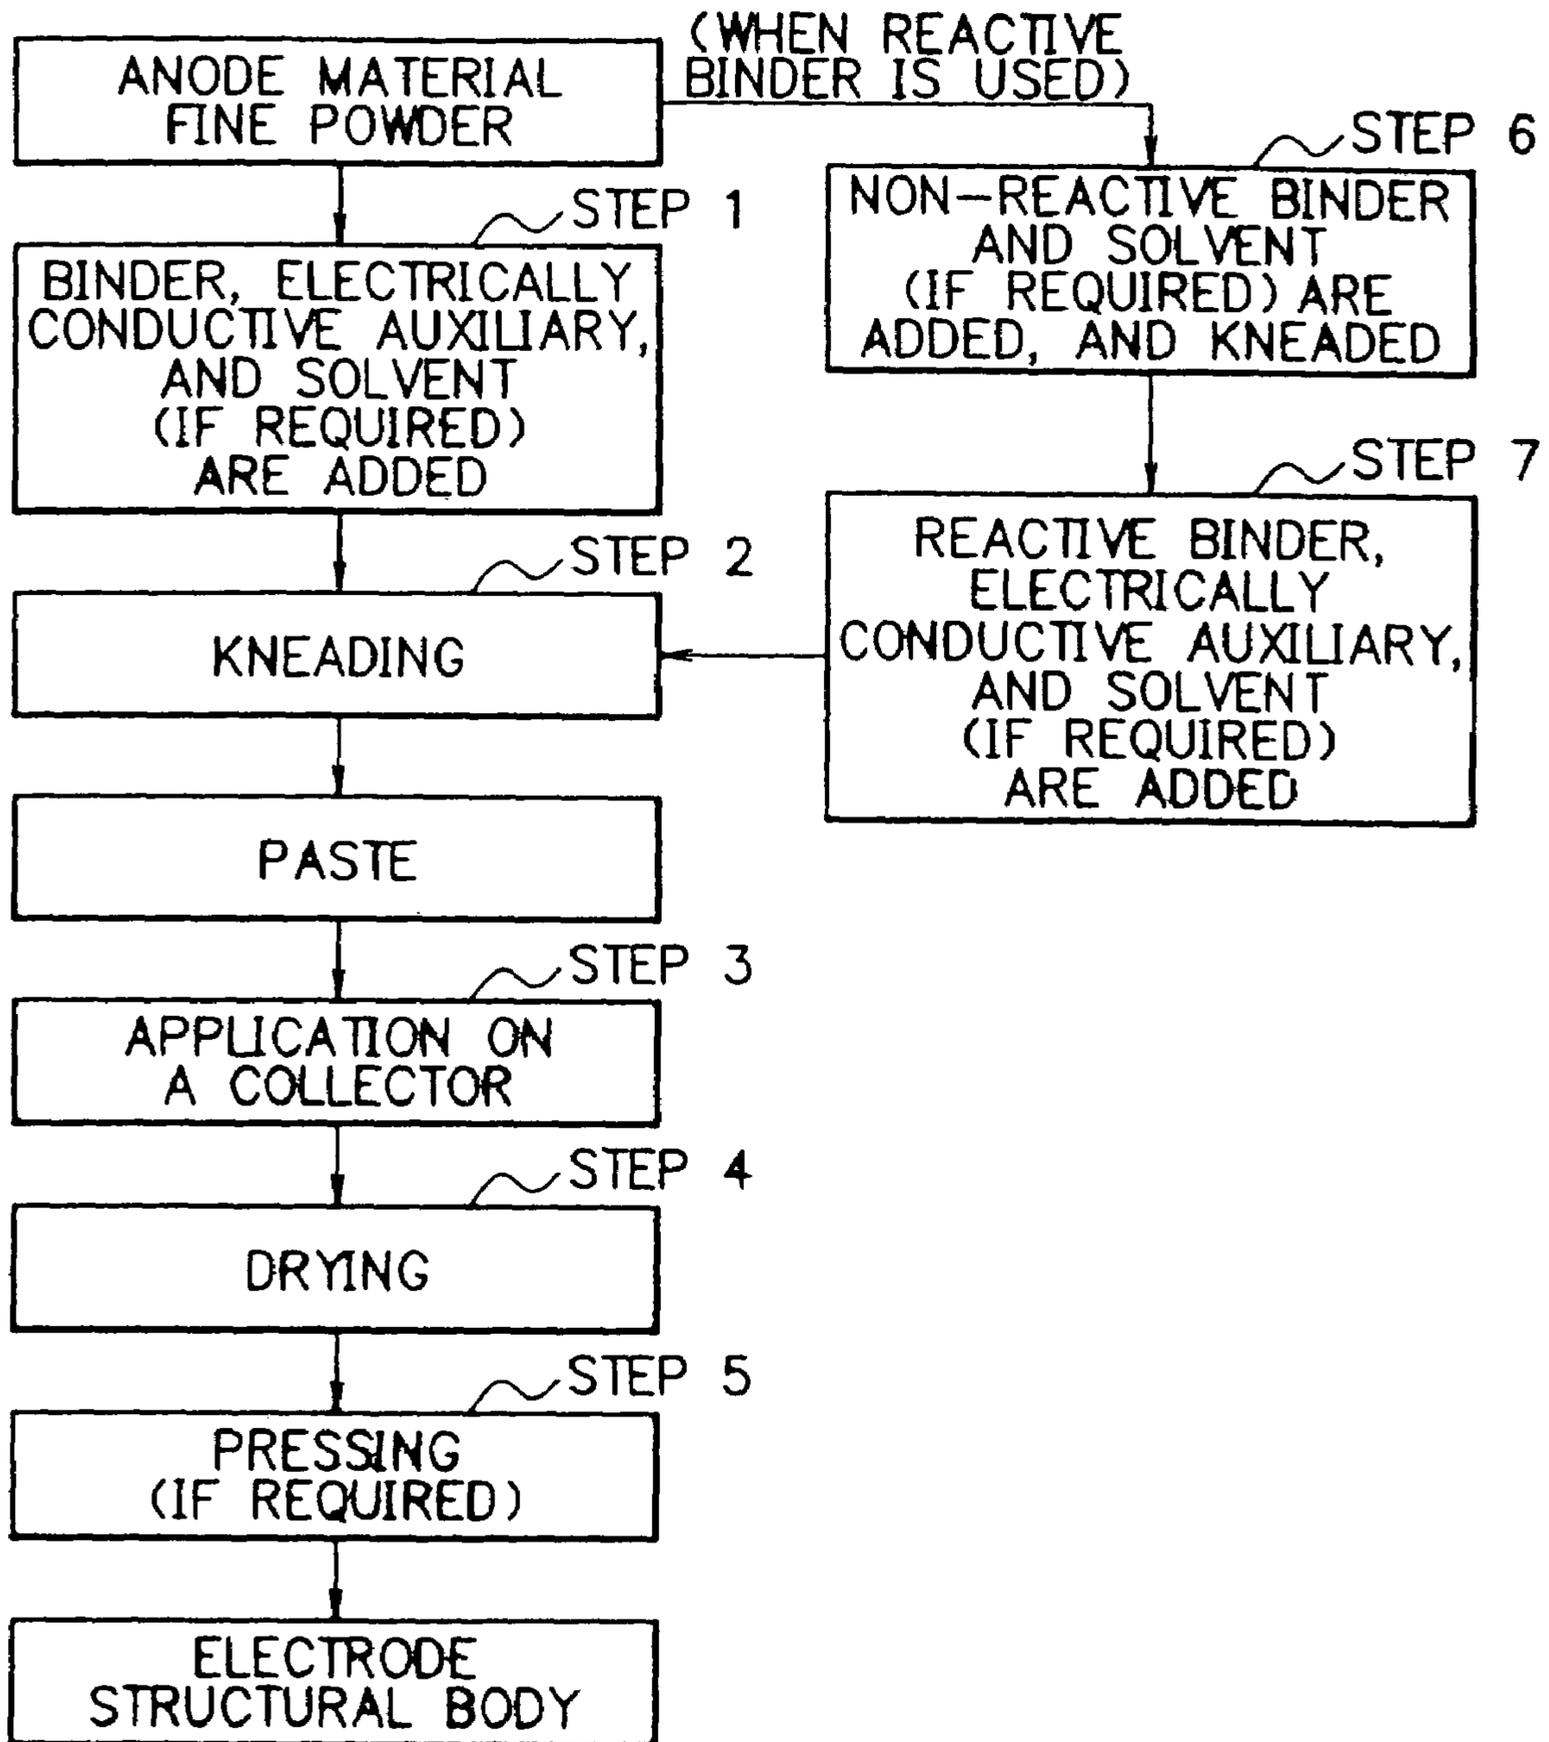 ANODE MATERIAL
FINE POWDER
(WHEN REACTIVE
BINDER IS USED)
STEP 1
BINDER, ELECTRICALLY
CONDUCTIVE AUXILIARY,
AND SOLVENT
(IF REQUIRED)
ARE ADDED
STEP 6
NON-REACTIVE BINDER
AND SOLVENT
(IF REQUIRED) ARE
ADDED, AND KNEADED
STEP 7
REACTIVE BINDER,
ELECTRICALLY
CONDUCTIVE AUXILIARY,
AND SOLVENT
(IF REQUIRED)
ARE ADDED
STEP 2
KNEADING
PASTE
STEP 3
APPLICATION ON
A COLLECTOR
STEP 4
DRYING
STEP 5
PRESSING
(IF REQUIRED)
ELECTRODE
STRUCTURAL BODY